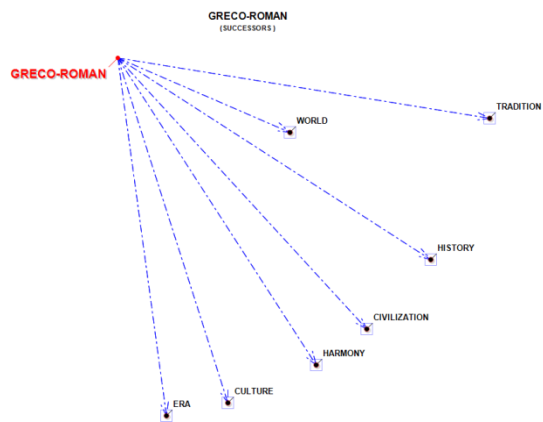 GRECO-ROMAN
(SUCCESSORS )
GRECO-ROMAN
TRADITION
WORLD
HISTORY
CIVILIZATION
HARMONY
CULTURE
ERA